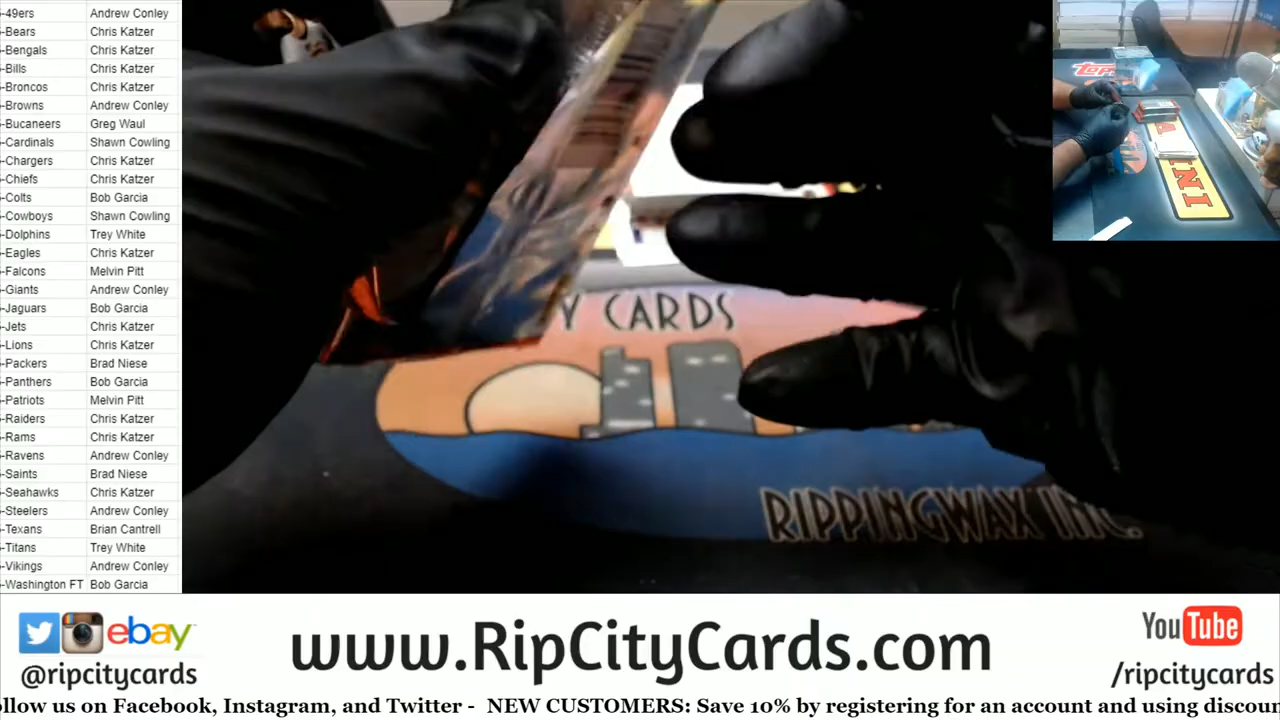 -49ers Andrew Conley
-Bears Chris Katzer
-Bengals Chris Katzer
-Bills Chris Katzer
-Broncos Chris Katzer
-Browns Andrew Conley
-Bucaneers Greg Waul
-Cardinals Shawn Cowling
-Chargers Chris Katzer
-Chiefs Chris Katzer
-Colts Bob Garcia
-Cowboys Shawn Cowling
-Dolphins Trey White
-Eagles Chris Katzer
-Falcons Melvin Pitt
-Giants Andrew Conley
-Jaguars Bob Garcia
-Jets Chris Katzer
-Lions Chris Katzer
-Packers Brad Niese
-Panthers Bob Garcia
-Patriots Melvin Pitt
-Raiders Chris Katzer
-Rams Chris Katzer
-Ravens Andrew Conley
-Saints Brad Niese
-Seahawks Chris Katzer
-Steelers Andrew Conley
-Texans Brian Cantrell
-Titans Trey White
-Vikings Andrew Conley
-Washington FT Bob Garcia
Y CARDS
RIPPINGWAX INC.
ebay
@ripcitycards
www.RipCityCards.com
YouTube
/ripcitycards
ollow us on Facebook, Instagram, and Twitter - NEW CUSTOMERS: Save 10% by registering for an account and using discoun